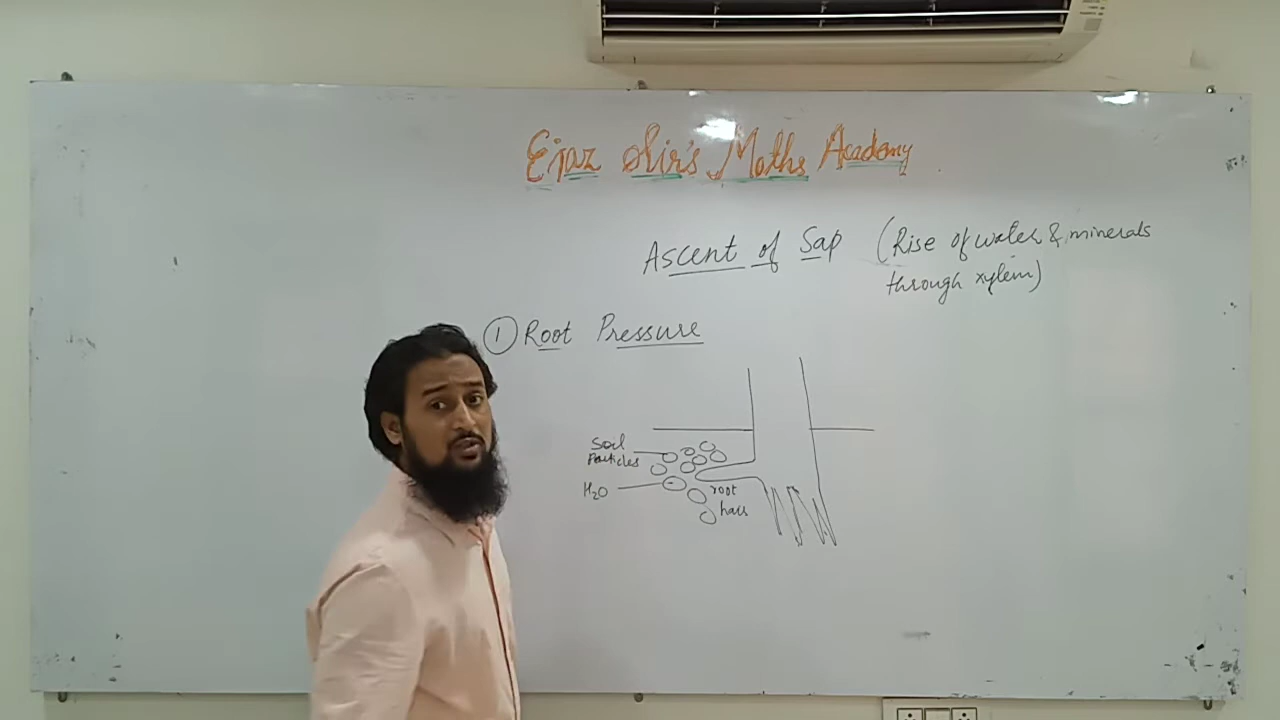 Ejaz Sir's Maths Academy
Ascent of Sap (Rise of water & minerals
through xylem)
① Root Pressure
Soil
Particles
H₂O
root
hair